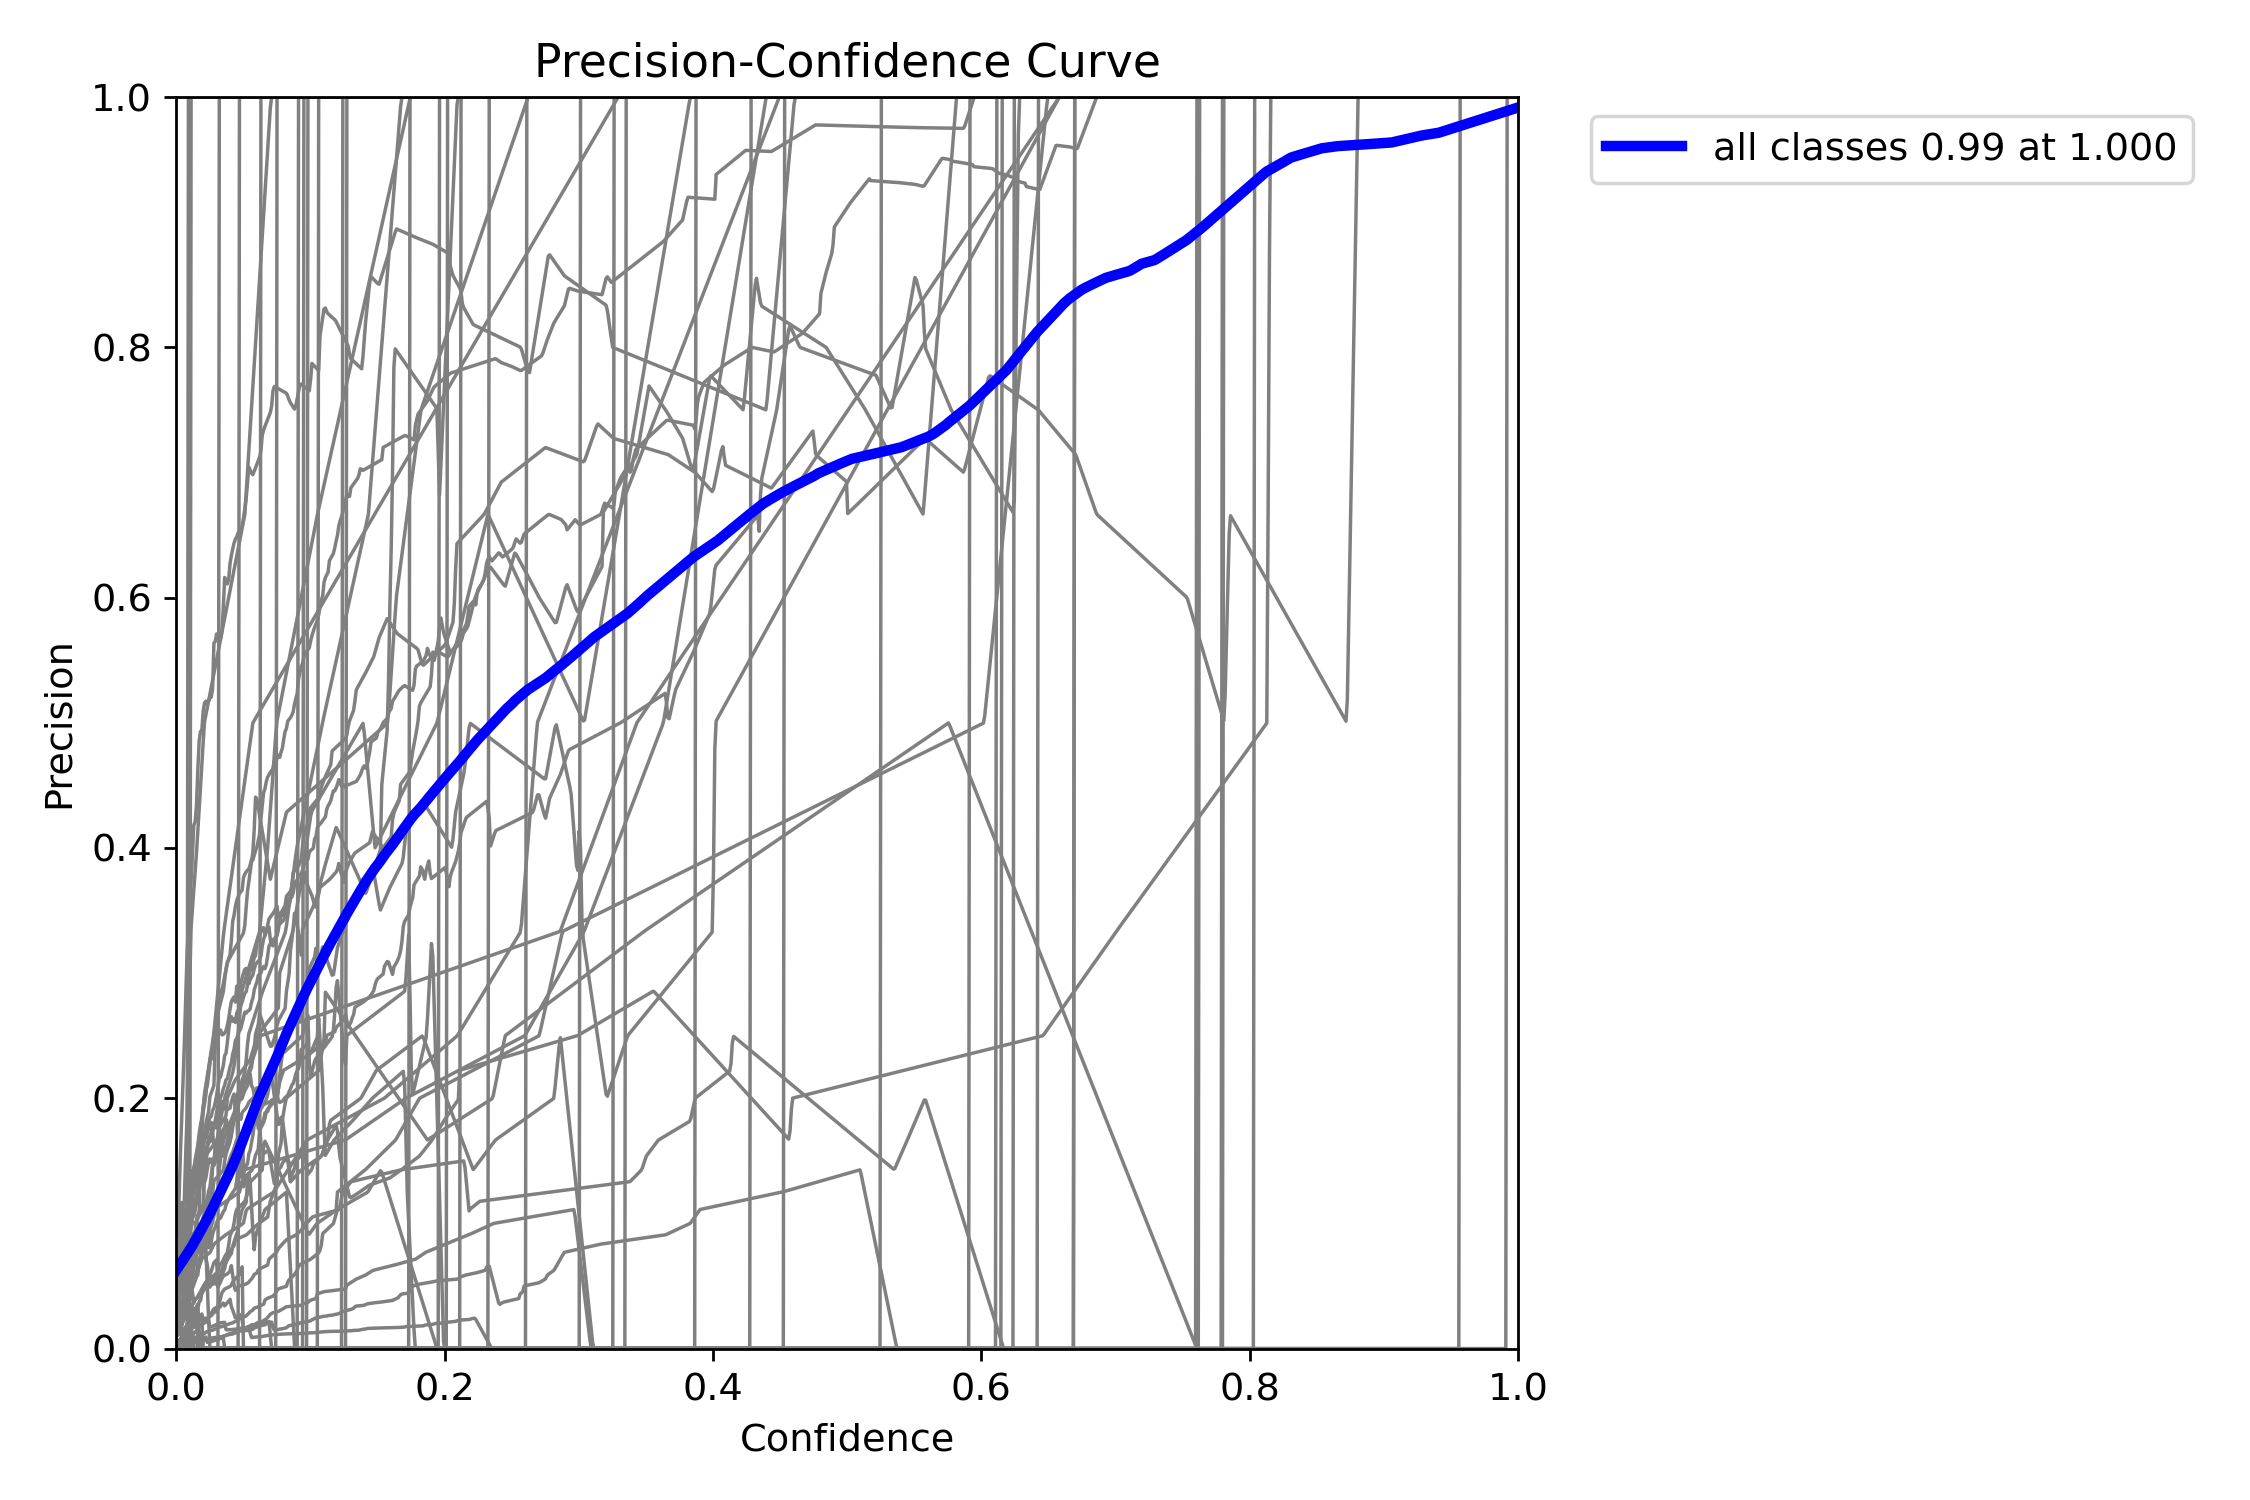 Precision-Confidence Curve
all classes 0.99 at 1.000
1.0
0.8
0.6
0.4
0.2
0.0
Precision
0.0 0.2 0.4 0.6 0.8 1.0
Confidence